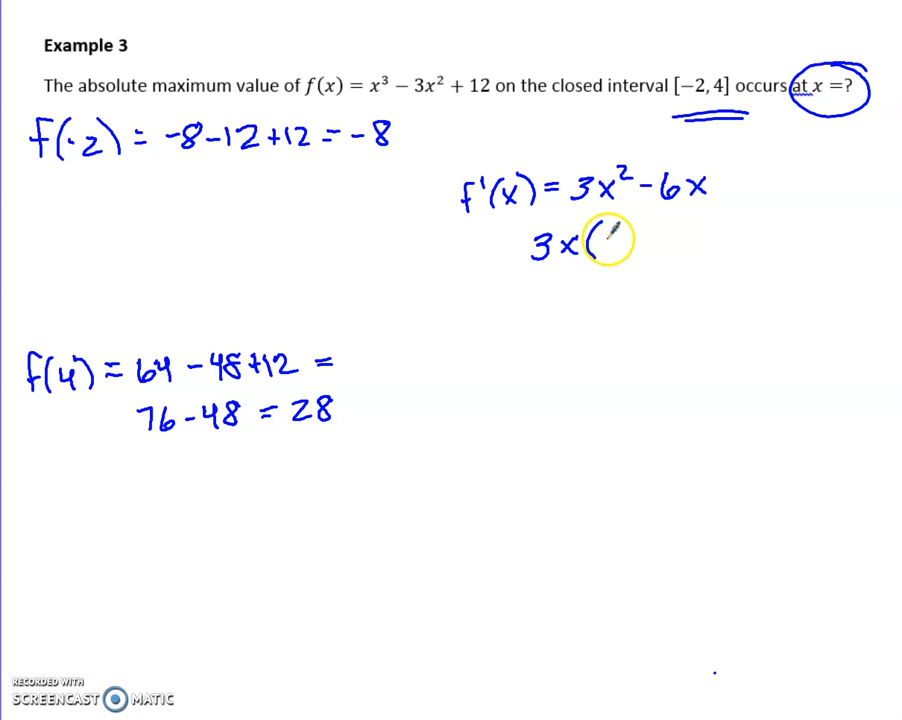 Example 3
The absolute maximum value of f(x) = x³ − 3x² + 12 on the closed interval [−2, 4] occurs at x =?
f(-2) = -8-12+12 = -8
f'(x) = 3x² - 6x
3x(
f(4) = 64 - 48 + 12 =
76 - 48 = 28
RECORDED WITH
SCREENCAST MATIC